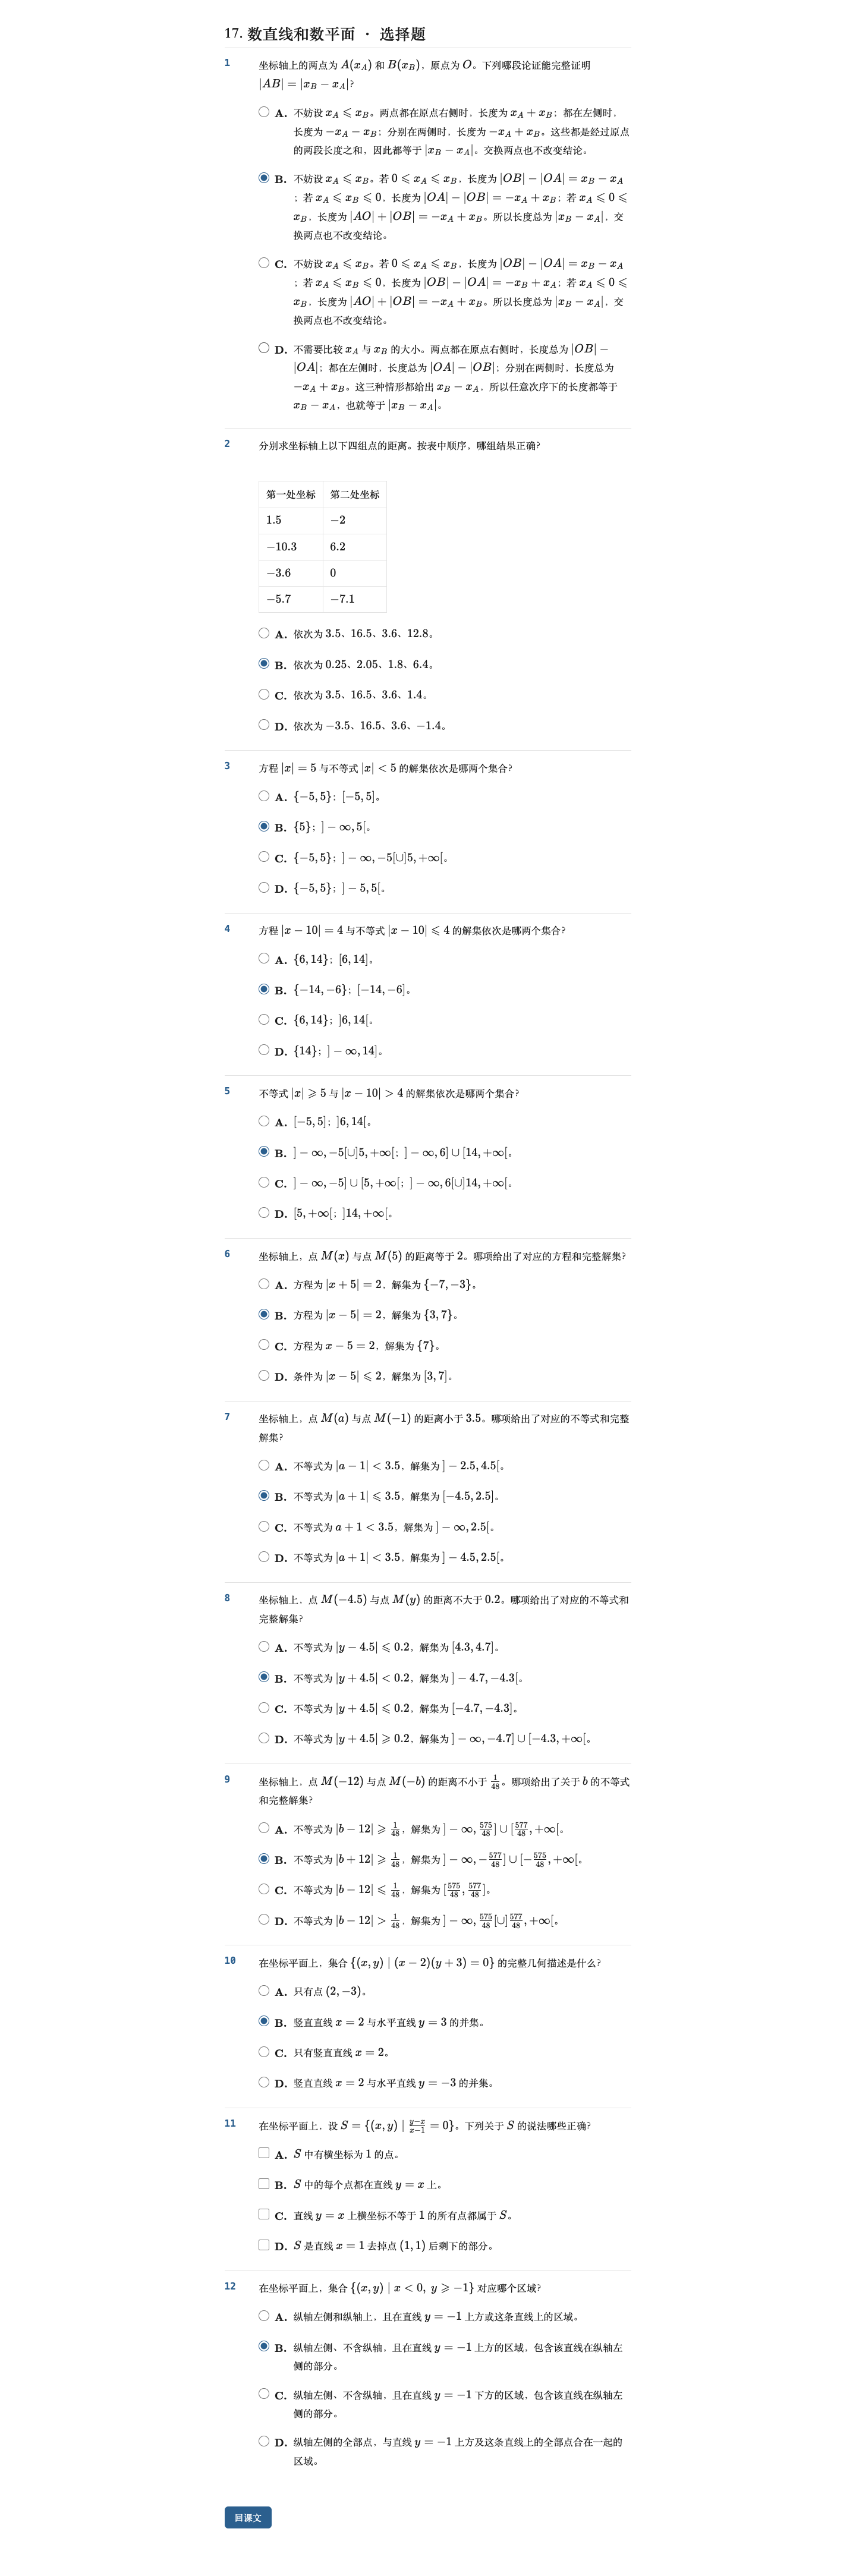 17. 数直线和数平面 · 选择题
1
坐标轴上的两点为 A(x_A) 和 B(x_B)，原点为 O。下列哪段论证能完整证明
|AB| = |x_B − x_A|?
A. 不妨设 x_A ⩽ x_B。两点都在原点右侧时，长度为 x_A + x_B；都在左侧时，
长度为 −x_A − x_B；分别在两侧时，长度为 −x_A + x_B。这些都是经过原点
的两段长度之和，因此都等于 |x_B − x_A|。交换两点也不改变结论。
B. 不妨设 x_A ⩽ x_B。若 0 ⩽ x_A ⩽ x_B，长度为 |OB| − |OA| = x_B − x_A
；若 x_A ⩽ x_B ⩽ 0，长度为 |OA| − |OB| = −x_A + x_B；若 x_A ⩽ 0 ⩽
x_B，长度为 |AO| + |OB| = −x_A + x_B。所以长度总为 |x_B − x_A|，交
换两点也不改变结论。
C. 不妨设 x_A ⩽ x_B。若 0 ⩽ x_A ⩽ x_B，长度为 |OB| − |OA| = x_B − x_A
；若 x_A ⩽ x_B ⩽ 0，长度为 |OB| − |OA| = −x_B + x_A；若 x_A ⩽ 0 ⩽
x_B，长度为 |AO| + |OB| = −x_A + x_B。所以长度总为 |x_B − x_A|，交
换两点也不改变结论。
D. 不需要比较 x_A 与 x_B 的大小。两点都在原点右侧时，长度总为 |OB| −
|OA|；都在左侧时，长度总为 |OA| − |OB|；分别在两侧时，长度总为
−x_A + x_B。这三种情形都给出 x_B − x_A，所以任意次序下的长度都等于
x_B − x_A，也就等于 |x_B − x_A|。
2
分别求坐标轴上以下四组点的距离。按表中顺序，哪组结果正确?
第一处坐标 第二处坐标
1.5 −2
−10.3 6.2
−3.6 0
−5.7 −7.1
A. 依次为 3.5、16.5、3.6、12.8。
B. 依次为 0.25、2.05、1.8、6.4。
C. 依次为 3.5、16.5、3.6、1.4。
D. 依次为 −3.5、16.5、3.6、−1.4。
3
方程 |x| = 5 与不等式 |x| < 5 的解集依次是哪两个集合?
A. {−5, 5}；[−5, 5]。
B. {5}；] − ∞, 5[。
C. {−5, 5}；] − ∞, −5[∪]5, +∞[。
D. {−5, 5}；] − 5, 5[。
4
方程 |x − 10| = 4 与不等式 |x − 10| ⩽ 4 的解集依次是哪两个集合?
A. {6, 14}；[6, 14]。
B. {−14, −6}；[−14, −6]。
C. {6, 14}；]6, 14[。
D. {14}；] − ∞, 14]。
5
不等式 |x| ⩾ 5 与 |x − 10| > 4 的解集依次是哪两个集合?
A. [−5, 5]；]6, 14[。
B. ] − ∞, −5[∪]5, +∞[；] − ∞, 6] ∪ [14, +∞[。
C. ] − ∞, −5] ∪ [5, +∞[；] − ∞, 6[∪]14, +∞[。
D. [5, +∞[；]14, +∞[。
6
坐标轴上，点 M(x) 与点 M(5) 的距离等于 2。哪项给出了对应的方程和完整解集?
A. 方程为 |x + 5| = 2，解集为 {−7, −3}。
B. 方程为 |x − 5| = 2，解集为 {3, 7}。
C. 方程为 x − 5 = 2，解集为 {7}。
D. 条件为 |x − 5| ⩽ 2，解集为 [3, 7]。
7
坐标轴上，点 M(a) 与点 M(−1) 的距离小于 3.5。哪项给出了对应的不等式和完整
解集?
A. 不等式为 |a − 1| < 3.5，解集为 ] − 2.5, 4.5[。
B. 不等式为 |a + 1| ⩽ 3.5，解集为 [−4.5, 2.5]。
C. 不等式为 a + 1 < 3.5，解集为 ] − ∞, 2.5[。
D. 不等式为 |a + 1| < 3.5，解集为 ] − 4.5, 2.5[。
8
坐标轴上，点 M(−4.5) 与点 M(y) 的距离不大于 0.2。哪项给出了对应的不等式和
完整解集?
A. 不等式为 |y − 4.5| ⩽ 0.2，解集为 [4.3, 4.7]。
B. 不等式为 |y + 4.5| < 0.2，解集为 ] − 4.7, −4.3[。
C. 不等式为 |y + 4.5| ⩽ 0.2，解集为 [−4.7, −4.3]。
D. 不等式为 |y + 4.5| ⩾ 0.2，解集为 ] − ∞, −4.7] ∪ [−4.3, +∞[。
9
坐标轴上，点 M(−12) 与点 M(−b) 的距离不小于 1/48。哪项给出了关于 b 的不等式
和完整解集?
A. 不等式为 |b − 12| ⩾ 1/48，解集为 ] − ∞, 575/48] ∪ [577/48, +∞[。
B. 不等式为 |b + 12| ⩾ 1/48，解集为 ] − ∞, −577/48] ∪ [−575/48, +∞[。
C. 不等式为 |b − 12| ⩽ 1/48，解集为 [575/48, 577/48]。
D. 不等式为 |b − 12| > 1/48，解集为 ] − ∞, 575/48[∪]577/48, +∞[。
10
在坐标平面上，集合 {(x, y) | (x − 2)(y + 3) = 0} 的完整几何描述是什么?
A. 只有点 (2, −3)。
B. 竖直直线 x = 2 与水平直线 y = 3 的并集。
C. 只有竖直直线 x = 2。
D. 竖直直线 x = 2 与水平直线 y = −3 的并集。
11
在坐标平面上，设 S = {(x, y) | (y−x)/(x−1) = 0}。下列关于 S 的说法哪些正确?
A. S 中有横坐标为 1 的点。
B. S 中的每个点都在直线 y = x 上。
C. 直线 y = x 上横坐标不等于 1 的所有点都属于 S。
D. S 是直线 x = 1 去掉点 (1, 1) 后剩下的部分。
12
在坐标平面上，集合 {(x, y) | x < 0, y ⩾ −1} 对应哪个区域?
A. 纵轴左侧和纵轴上，且在直线 y = −1 上方或这条直线上的区域。
B. 纵轴左侧、不含纵轴，且在直线 y = −1 上方的区域，包含该直线在纵轴左
侧的部分。
C. 纵轴左侧、不含纵轴，且在直线 y = −1 下方的区域，包含该直线在纵轴左
侧的部分。
D. 纵轴左侧的全部点，与直线 y = −1 上方及这条直线上的全部点合在一起的
区域。
回课文